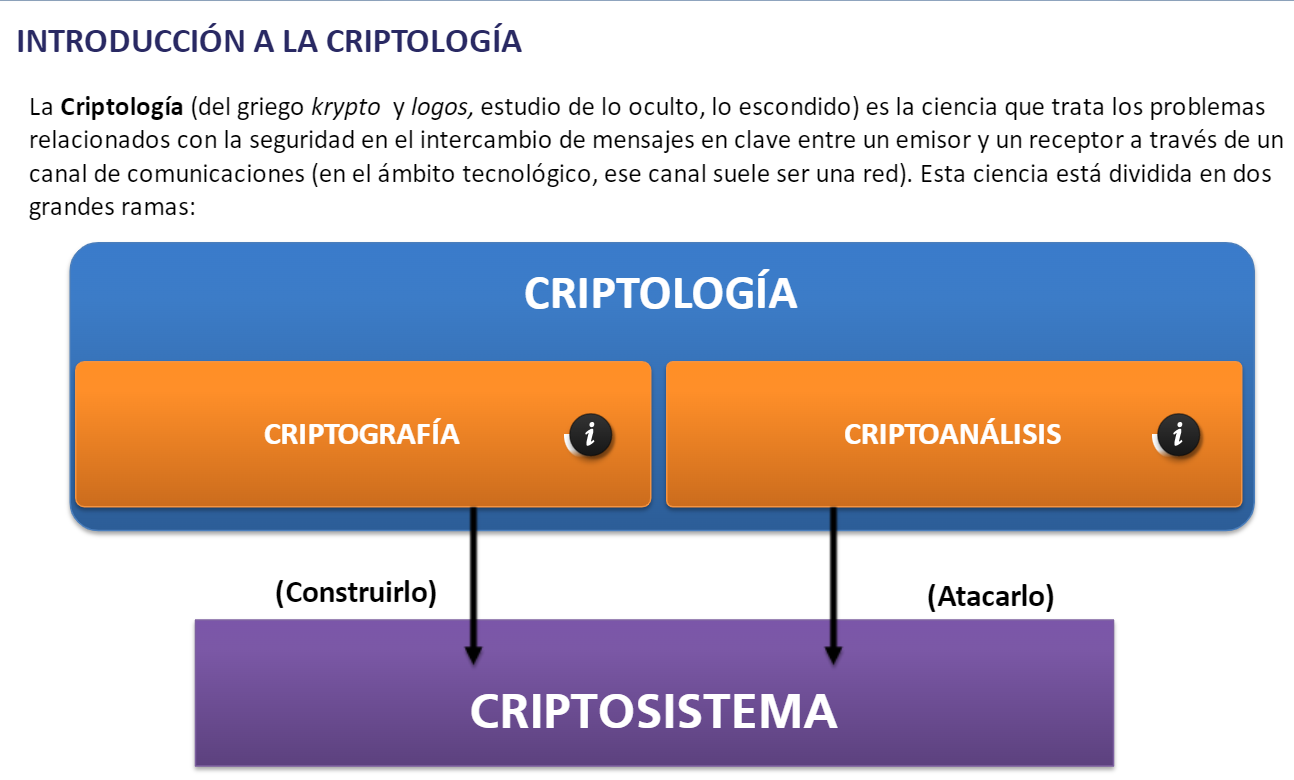 INTRODUCCIÓN A LA CRIPTOLOGÍA
La Criptología (del griego krypto y logos, estudio de lo oculto, lo escondido) es la ciencia que trata los problemas
relacionados con la seguridad en el intercambio de mensajes en clave entre un emisor y un receptor a través de un
canal de comunicaciones (en el ámbito tecnológico, ese canal suele ser una red). Esta ciencia está dividida en dos
grandes ramas:
CRIPTOLOGÍA
CRIPTOGRAFÍA i
CRIPTOANÁLISIS i
(Construirlo)
(Atacarlo)
CRIPTOSISTEMA